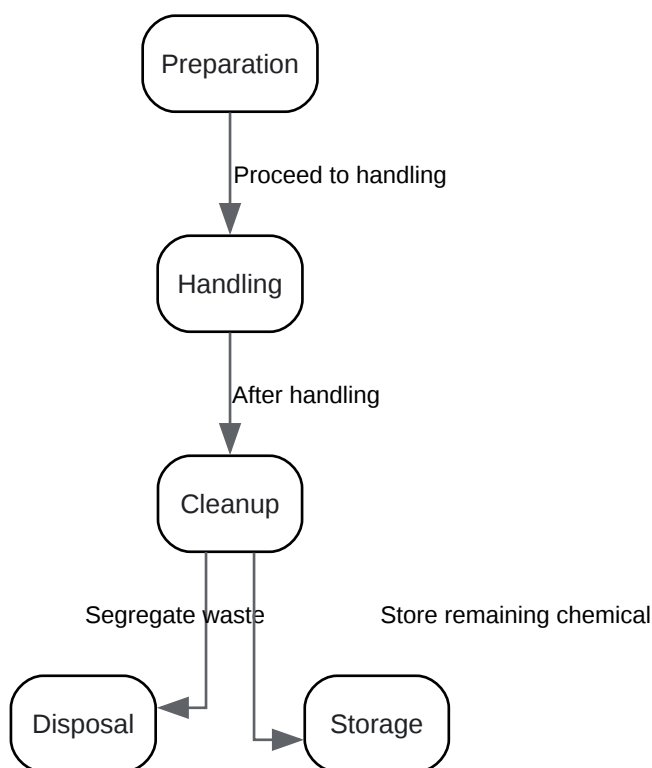 Preparation
Proceed to handling
Handling
After handling
Cleanup
Segregate waste
Store remaining chemical
Disposal
Storage